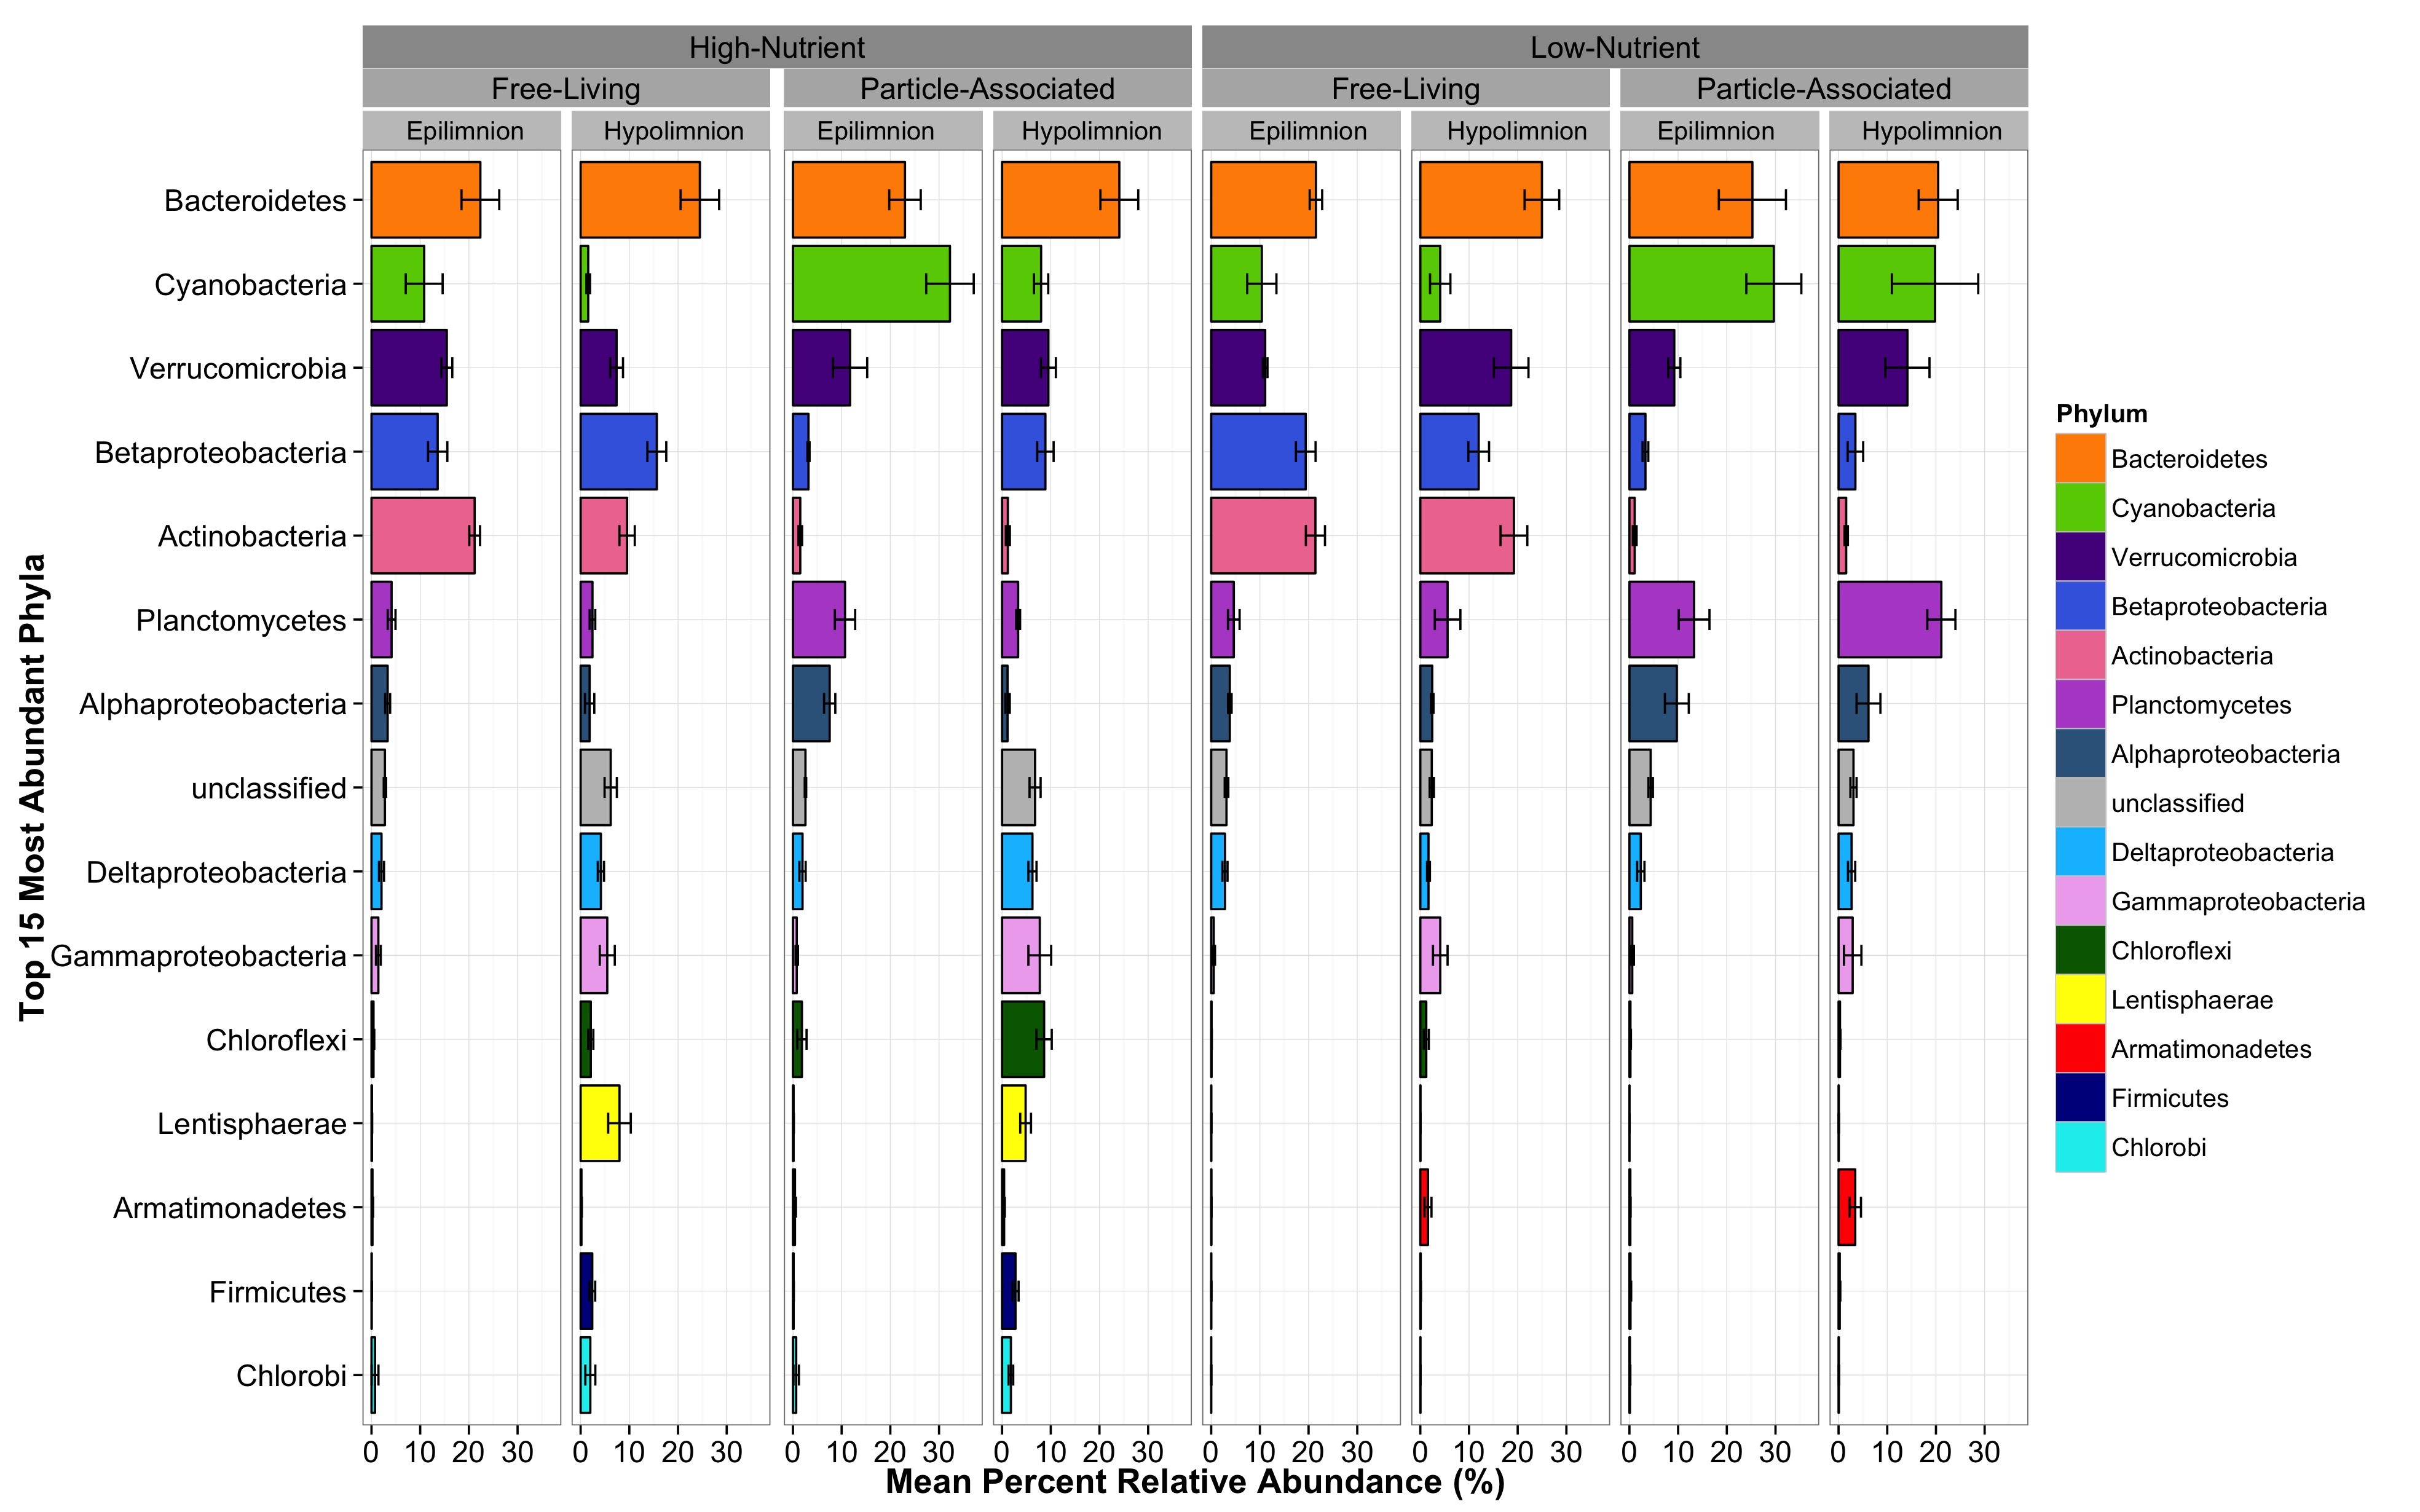 High-Nutrient Low-Nutrient
Free-Living Particle-Associated Free-Living Particle-Associated
Epilimnion Hypolimnion Epilimnion Hypolimnion Epilimnion Hypolimnion Epilimnion Hypolimnion
Top 15 Most Abundant Phyla
Bacteroidetes
Cyanobacteria
Verrucomicrobia
Betaproteobacteria
Actinobacteria
Planctomycetes
Alphaproteobacteria
unclassified
Deltaproteobacteria
Gammaproteobacteria
Chloroflexi
Lentisphaerae
Armatimonadetes
Firmicutes
Chlorobi
0 10 20 30 0 10 20 30 0 10 20 30 0 10 20 30 0 10 20 30 0 10 20 30 0 10 20 30 0 10 20 30
Mean Percent Relative Abundance (%)
Phylum
Bacteroidetes
Cyanobacteria
Verrucomicrobia
Betaproteobacteria
Actinobacteria
Planctomycetes
Alphaproteobacteria
unclassified
Deltaproteobacteria
Gammaproteobacteria
Chloroflexi
Lentisphaerae
Armatimonadetes
Firmicutes
Chlorobi